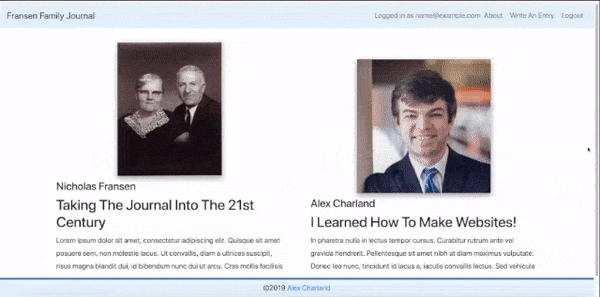 Fransen Family Journal
Logged in as name@example.com About Write An Entry Logout
Nicholas Fransen
Taking The Journal Into The 21st
Century
Lorem ipsum dolor sit amet, consectetur adipiscing elit. Quisque sit amet
posuere sem, non molestie lacus. Ut convallis, diam a ultrices suscipit,
risus magna blandit dui, id bibendum nunc dui ut arcu. Cras mollis facilisis
Alex Charland
I Learned How To Make Websites!
In pharetra nulla in lectus tempor cursus. Curabitur rutrum ante vel
gravida hendrerit. Pellentesque sit amet nibh at diam maximus vulputate.
Donec leo nunc, tincidunt id lacus a, iaculis convallis lectus. Sed vehicula
©2019 Alex Charland